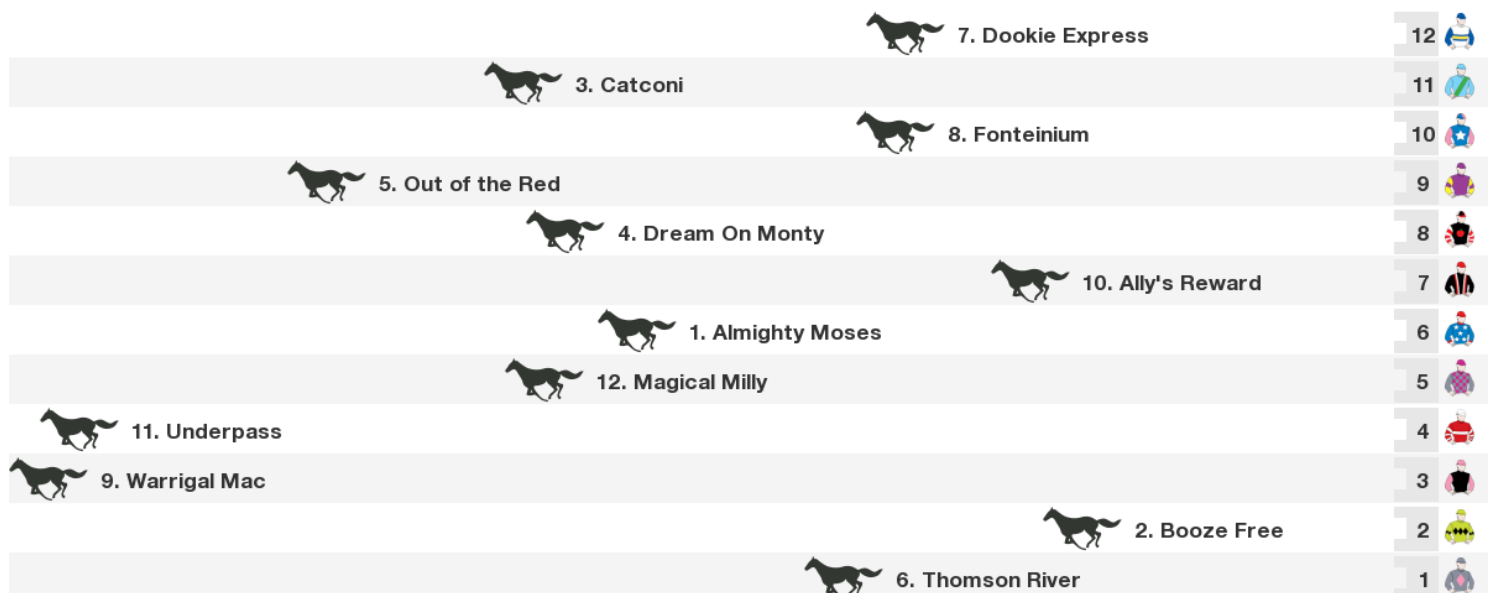 7. Dookie Express 12
3. Catconi 11
8. Fonteinium 10
5. Out of the Red 9
4. Dream On Monty 8
10. Ally's Reward 7
1. Almighty Moses 6
12. Magical Milly 5
11. Underpass 4
9. Warrigal Mac 3
2. Booze Free 2
6. Thomson River 1